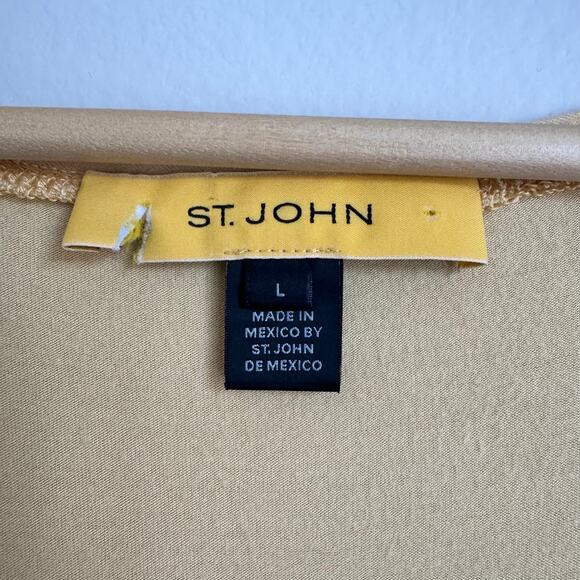 ST. JOHN
L
MADE IN
MEXICO BY
ST. JOHN
DE MEXICO